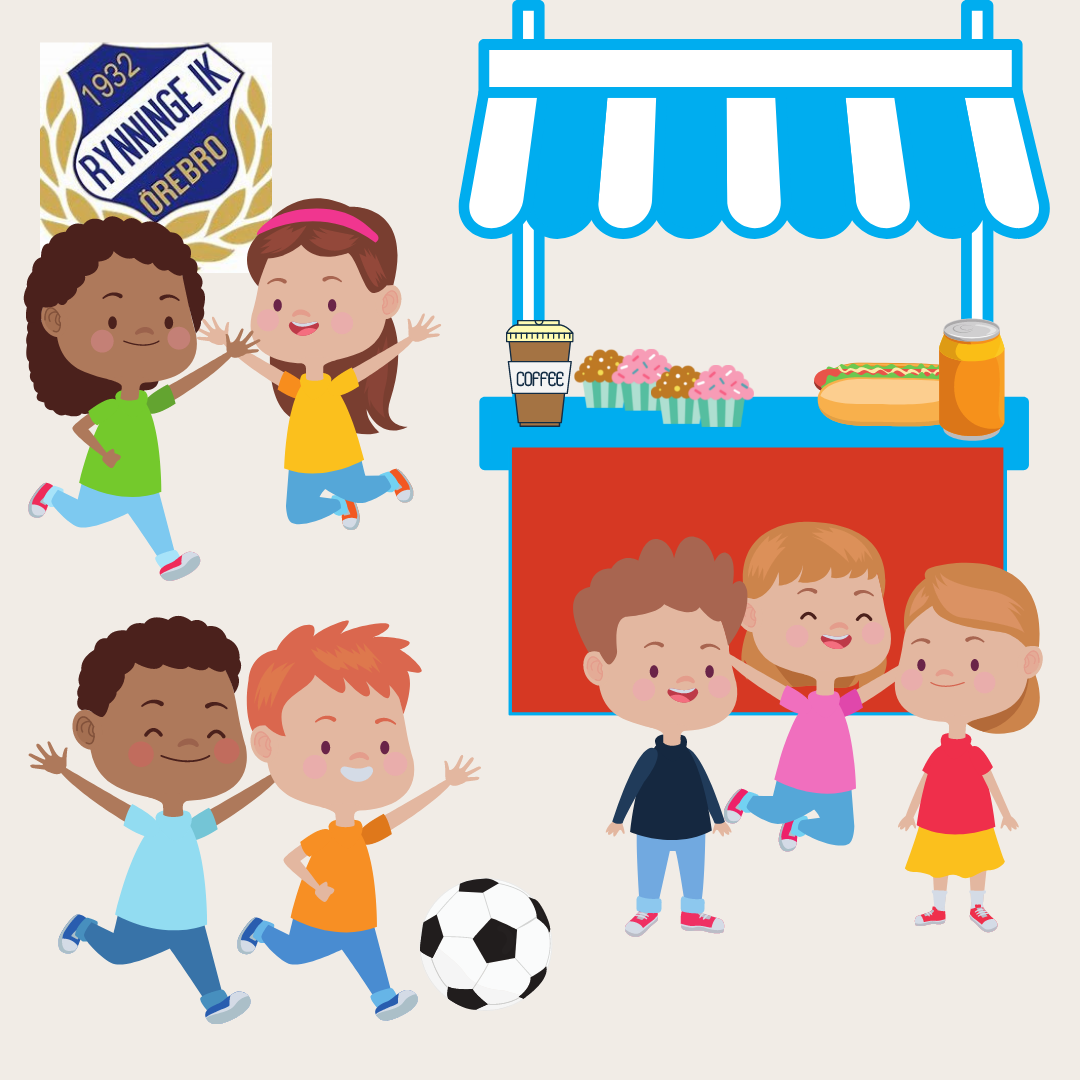 1932
RYNNINGE IK
ÖREBRO
COFFEE